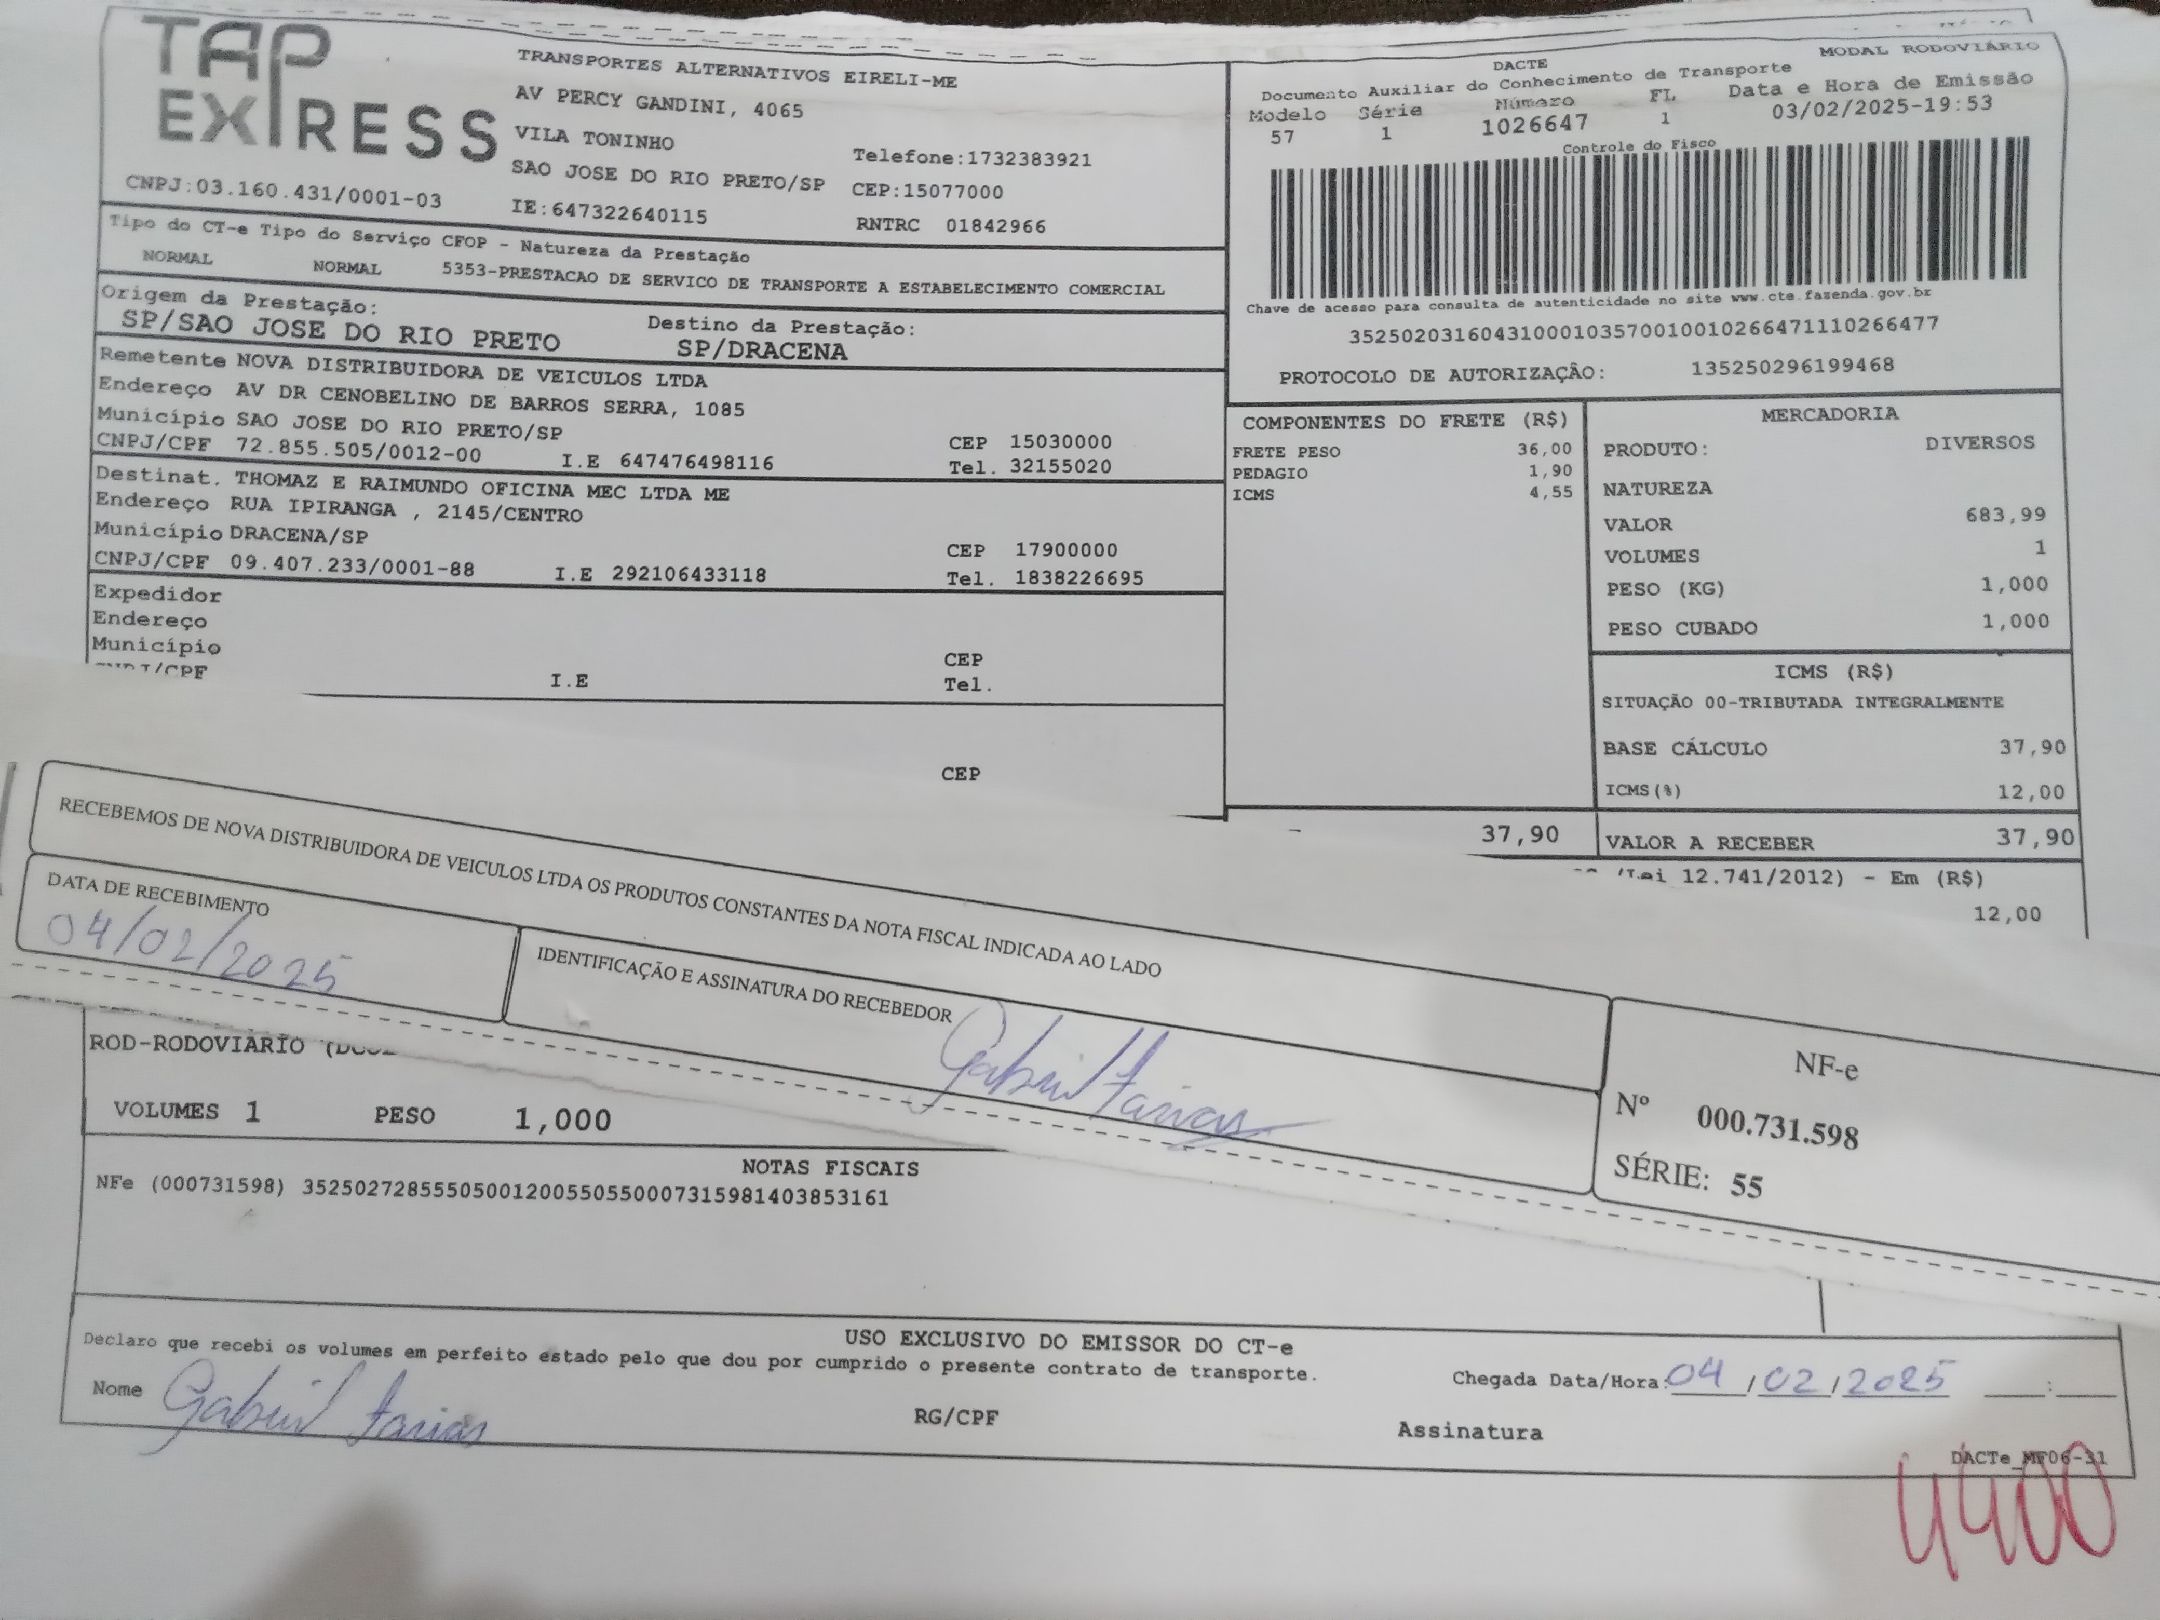 TAP EXPRESS
TRANSPORTES ALTERNATIVOS EIRELI-ME
AV PERCY GANDINI, 4065
VILA TONINHO
Telefone:1732383921
SAO JOSE DO RIO PRETO/SP CEP:15077000
CNPJ:03.160.431/0001-03 IE:647322640115 RNTRC 01842966
MODAL RODOVIÁRIO
DACTE
Documento Auxiliar do Conhecimento de Transporte
Modelo Série Número FL Data e Hora de Emissão
57 1 1026647 1 03/02/2025-19:53
Controle do Fisco
Chave de acesso para consulta de autenticidade no site www.cte.fazenda.gov.br
35250203160431000103570010010266471110266477
PROTOCOLO DE AUTORIZAÇÃO: 135250296199468
Tipo do CT-e Tipo do Serviço CFOP - Natureza da Prestação
NORMAL NORMAL 5353-PRESTACAO DE SERVICO DE TRANSPORTE A ESTABELECIMENTO COMERCIAL
Origem da Prestação: Destino da Prestação:
SP/SAO JOSE DO RIO PRETO SP/DRACENA
Remetente NOVA DISTRIBUIDORA DE VEICULOS LTDA
Endereço AV DR CENOBELINO DE BARROS SERRA, 1085
Município SAO JOSE DO RIO PRETO/SP CEP 15030000
CNPJ/CPF 72.855.505/0012-00 I.E 647476498116 Tel. 32155020
Destinat. THOMAZ E RAIMUNDO OFICINA MEC LTDA ME
Endereço RUA IPIRANGA , 2145/CENTRO
Município DRACENA/SP CEP 17900000
CNPJ/CPF 09.407.233/0001-88 I.E 292106433118 Tel. 1838226695
Expedidor
Endereço
Município CEP
CNPJ/CPF I.E Tel.
CEP
COMPONENTES DO FRETE (R$)
FRETE PESO 36,00
PEDAGIO 1,90
ICMS 4,55
37,90
MERCADORIA
PRODUTO: DIVERSOS
NATUREZA
VALOR 683,99
VOLUMES 1
PESO (KG) 1,000
PESO CUBADO 1,000
ICMS (R$)
SITUAÇÃO 00-TRIBUTADA INTEGRALMENTE
BASE CÁLCULO 37,90
ICMS(%) 12,00
VALOR A RECEBER 37,90
(Lei 12.741/2012) - Em (R$)
12,00
RECEBEMOS DE NOVA DISTRIBUIDORA DE VEICULOS LTDA OS PRODUTOS CONSTANTES DA NOTA FISCAL INDICADA AO LADO
DATA DE RECEBIMENTO
04/02/2025
IDENTIFICAÇÃO E ASSINATURA DO RECEBEDOR
Gabriel Farias
NF-e
Nº 000.731.598
SÉRIE: 55
ROD-RODOVIÁRIO
VOLUMES 1 PESO 1,000
NOTAS FISCAIS
NFe (000731598) 35250272855505001200550550007315981403853161
USO EXCLUSIVO DO EMISSOR DO CT-e
Declaro que recebi os volumes em perfeito estado pelo que dou por cumprido o presente contrato de transporte.
Chegada Data/Hora: 04/02/2025 :
Nome Gabriel Farias RG/CPF Assinatura
DACTe_MF06-31
4400